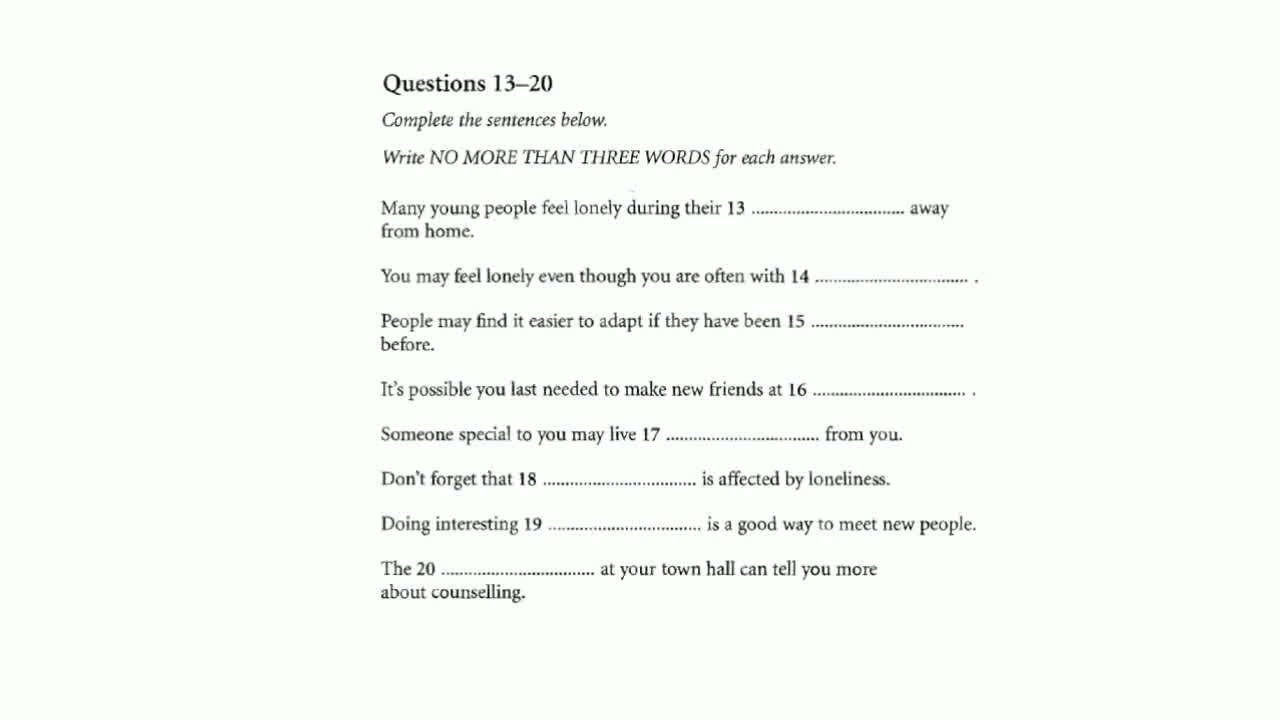 Questions 13–20
Complete the sentences below.
Write NO MORE THAN THREE WORDS for each answer.
Many young people feel lonely during their 13 .................................. away
from home.
You may feel lonely even though you are often with 14 .................................. .
People may find it easier to adapt if they have been 15 ..................................
before.
It's possible you last needed to make new friends at 16 .................................. .
Someone special to you may live 17 .................................. from you.
Don't forget that 18 .................................. is affected by loneliness.
Doing interesting 19 .................................. is a good way to meet new people.
The 20 .................................. at your town hall can tell you more
about counselling.